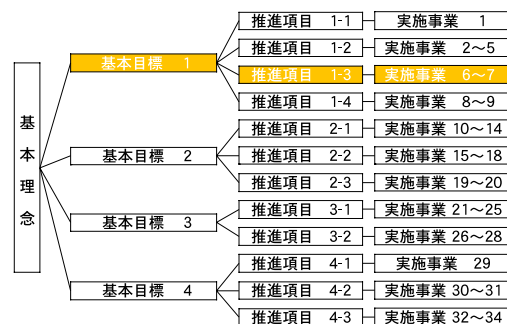 基本理念
基本目標 1
推進項目 1-1 実施事業 1
推進項目 1-2 実施事業 2～5
推進項目 1-3 実施事業 6～7
推進項目 1-4 実施事業 8～9
基本目標 2
推進項目 2-1 実施事業 10～14
推進項目 2-2 実施事業 15～18
推進項目 2-3 実施事業 19～20
基本目標 3
推進項目 3-1 実施事業 21～25
推進項目 3-2 実施事業 26～28
基本目標 4
推進項目 4-1 実施事業 29
推進項目 4-2 実施事業 30～31
推進項目 4-3 実施事業 32～34